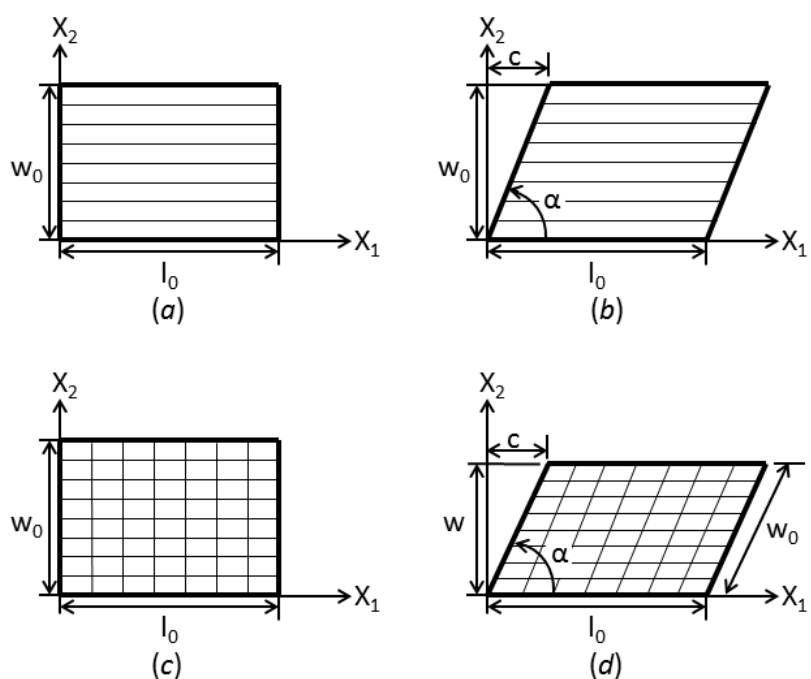 X₂
w₀
X₁
l₀
(a)
X₂
c
w₀
α
X₁
l₀
(b)
X₂
w₀
X₁
l₀
(c)
X₂
c
w
α
w₀
X₁
l₀
(d)